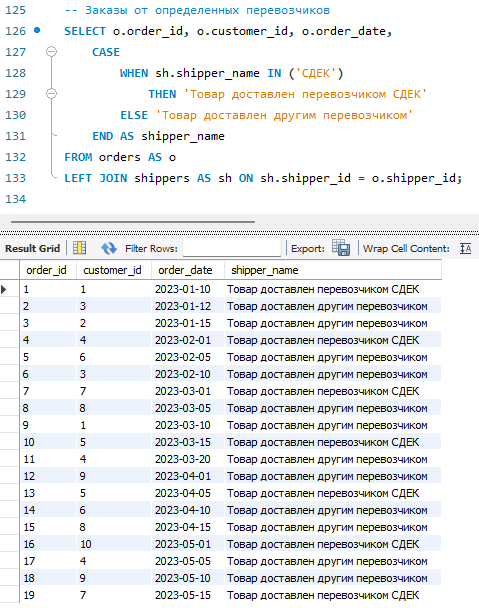 125 -- Заказы от определенных перевозчиков
126 SELECT o.order_id, o.customer_id, o.order_date,
127 CASE
128 WHEN sh.shipper_name IN ('СДЕК')
129 THEN 'Товар доставлен перевозчиком СДЕК'
130 ELSE 'Товар доставлен другим перевозчиком'
131 END AS shipper_name
132 FROM orders AS o
133 LEFT JOIN shippers AS sh ON sh.shipper_id = o.shipper_id;
134
Result Grid Filter Rows: Export: Wrap Cell Content: IA
order_id customer_id order_date shipper_name
1 1 2023-01-10 Товар доставлен перевозчиком СДЕК
2 3 2023-01-12 Товар доставлен другим перевозчиком
3 2 2023-01-15 Товар доставлен другим перевозчиком
4 4 2023-02-01 Товар доставлен перевозчиком СДЕК
5 6 2023-02-05 Товар доставлен другим перевозчиком
6 3 2023-02-10 Товар доставлен другим перевозчиком
7 7 2023-03-01 Товар доставлен перевозчиком СДЕК
8 8 2023-03-05 Товар доставлен другим перевозчиком
9 1 2023-03-10 Товар доставлен другим перевозчиком
10 5 2023-03-15 Товар доставлен перевозчиком СДЕК
11 4 2023-03-20 Товар доставлен другим перевозчиком
12 9 2023-04-01 Товар доставлен другим перевозчиком
13 5 2023-04-05 Товар доставлен перевозчиком СДЕК
14 6 2023-04-10 Товар доставлен другим перевозчиком
15 8 2023-04-15 Товар доставлен другим перевозчиком
16 10 2023-05-01 Товар доставлен перевозчиком СДЕК
17 4 2023-05-05 Товар доставлен другим перевозчиком
18 9 2023-05-10 Товар доставлен другим перевозчиком
19 7 2023-05-15 Товар доставлен перевозчиком СДЕК